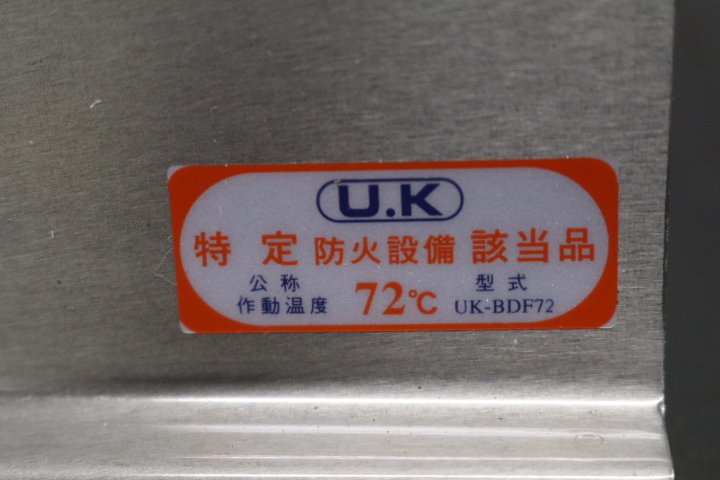 U.K
特定 防火設備 該当品
公称
作動温度 72℃ 型式
UK-BDF72